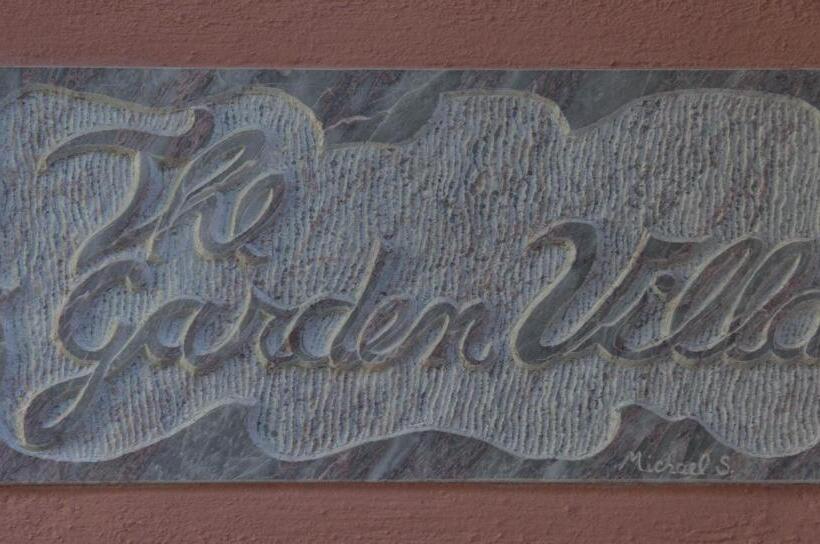 The
Garden Villa
Michael S.